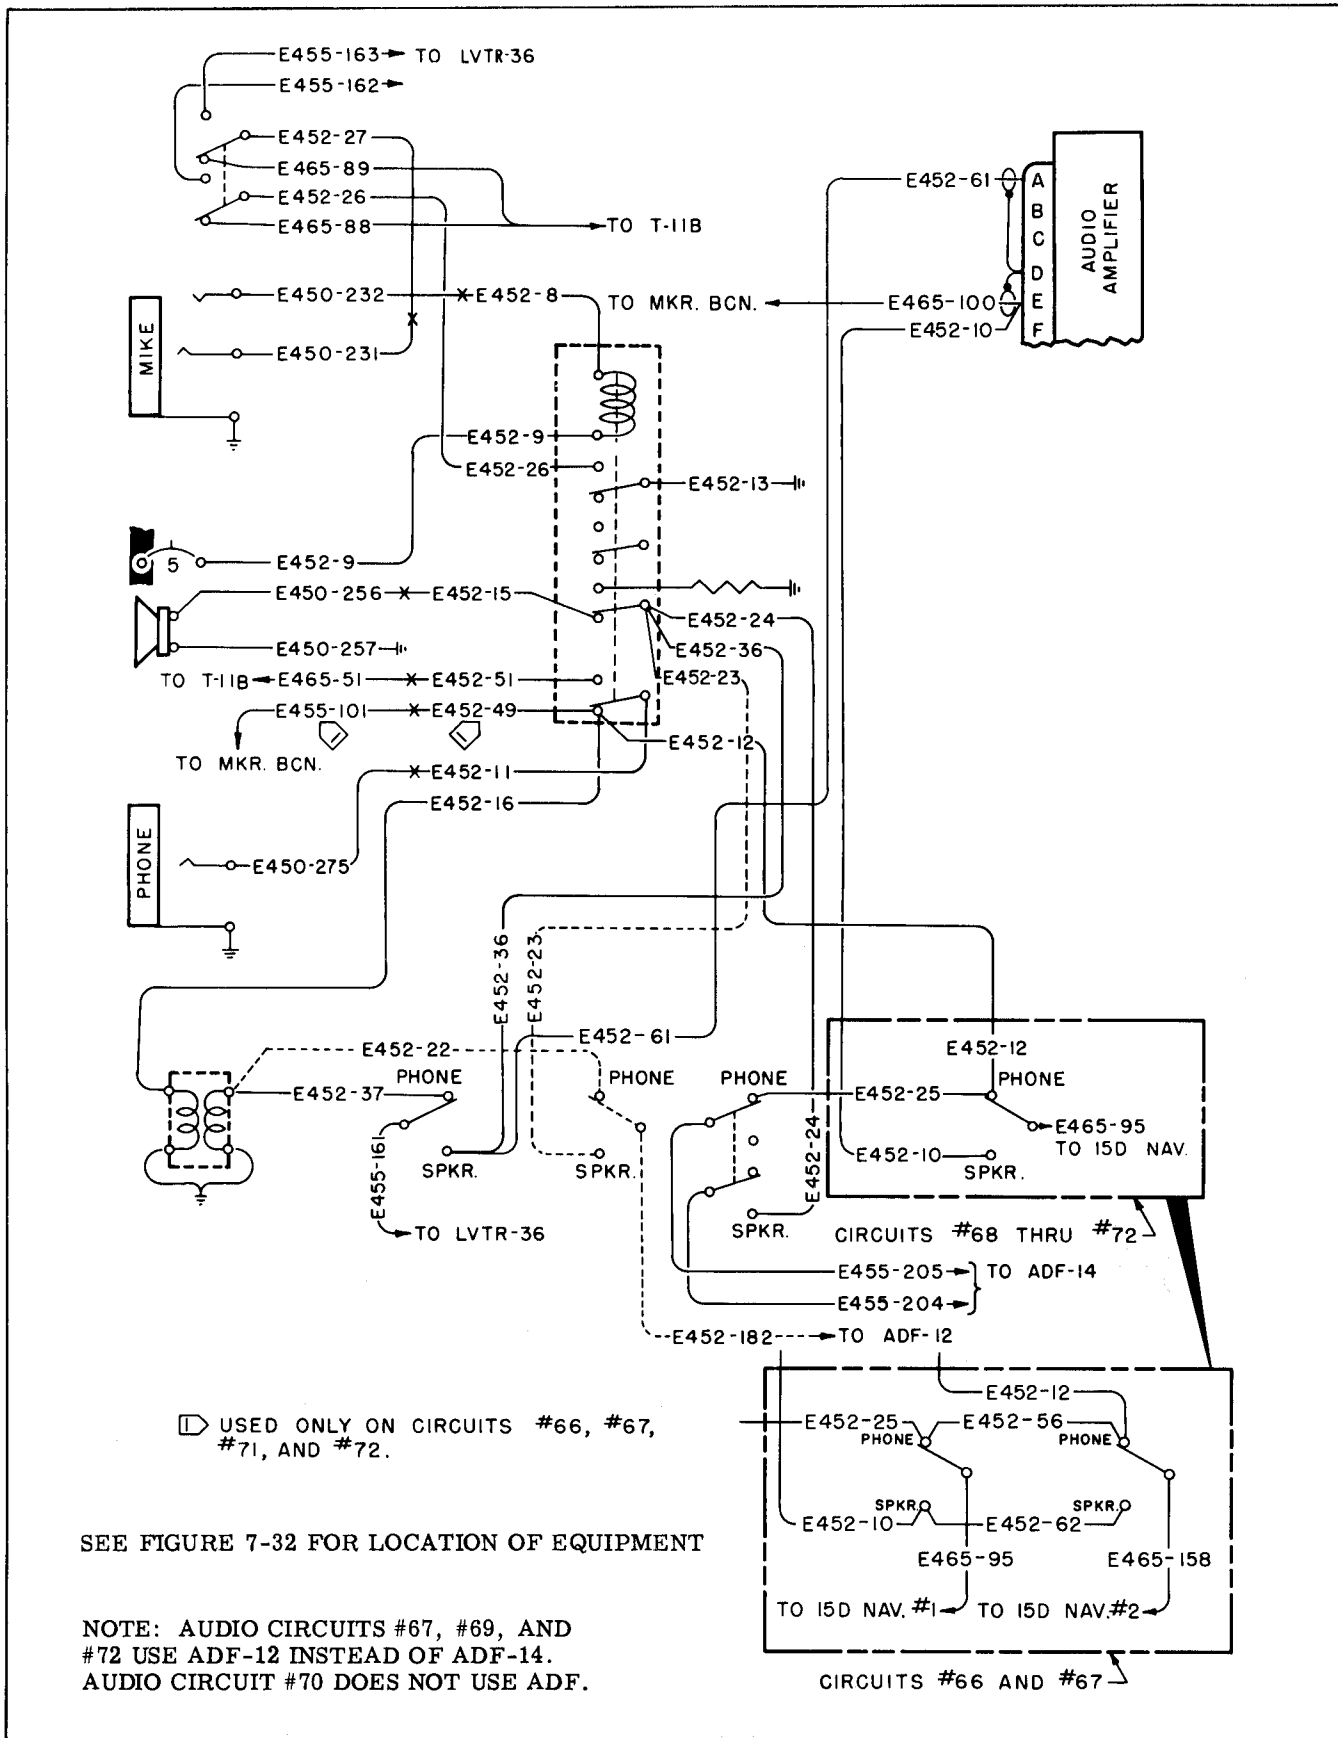 E455-163 TO LVTR-36
E455-162
E452-27
E465-89
E452-26
E465-88
TO T-11B
E452-61
A
B
C
D
E
F
AUDIO
AMPLIFIER
MIKE
E450-232
E452-8
TO MKR. BCN.
E465-100
E452-10
E450-231
E452-9
E452-26
E452-13
5
E452-9
E450-256
E452-15
E452-24
E450-257
E452-36
TO T-11B
E465-51
E452-51
E452-23
E455-101
E452-49
1
1
E452-12
TO MKR. BCN.
E452-11
E452-16
PHONE
E450-275
E452-36
E452-23
E452-61
E452-22
E452-12
PHONE
PHONE
PHONE
PHONE
E452-37
E452-25
E465-95
TO 15D NAV.
E455-161
E452-24
E452-10
SPKR.
SPKR.
SPKR.
SPKR.
TO LVTR-36
CIRCUITS #68 THRU #72
E455-205
TO ADF-14
E455-204
E452-182
TO ADF-12
E452-12
E452-25
E452-56
PHONE
PHONE
1 USED ONLY ON CIRCUITS #66, #67,
#71, AND #72.
SPKR.
SPKR.
E452-10
E452-62
E465-95
E465-158
TO 15D NAV. #1
TO 15D NAV. #2
CIRCUITS #66 AND #67
SEE FIGURE 7-32 FOR LOCATION OF EQUIPMENT
NOTE: AUDIO CIRCUITS #67, #69, AND
#72 USE ADF-12 INSTEAD OF ADF-14.
AUDIO CIRCUIT #70 DOES NOT USE ADF.